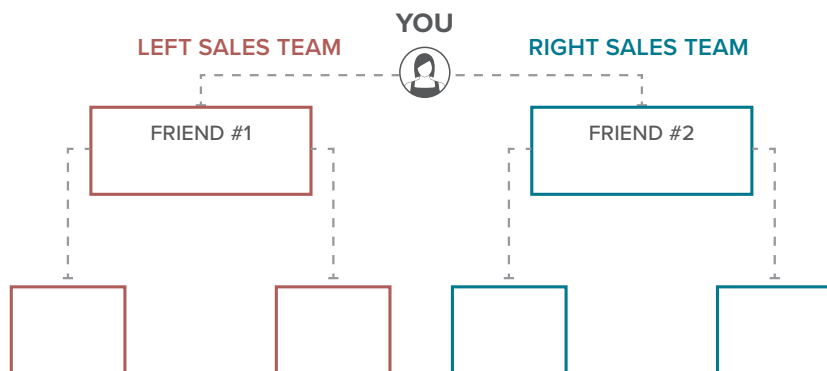 YOU
LEFT SALES TEAM
RIGHT SALES TEAM
FRIEND #1
FRIEND #2